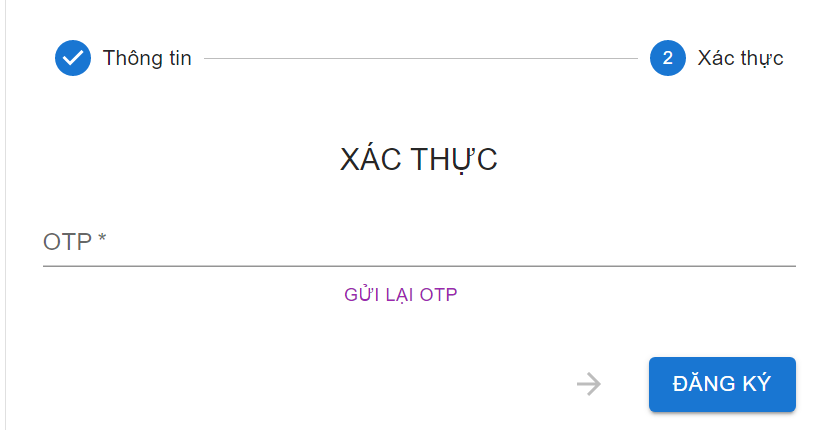 Thông tin
2 Xác thực
XÁC THỰC
OTP *
GỬI LẠI OTP
ĐĂNG KÝ